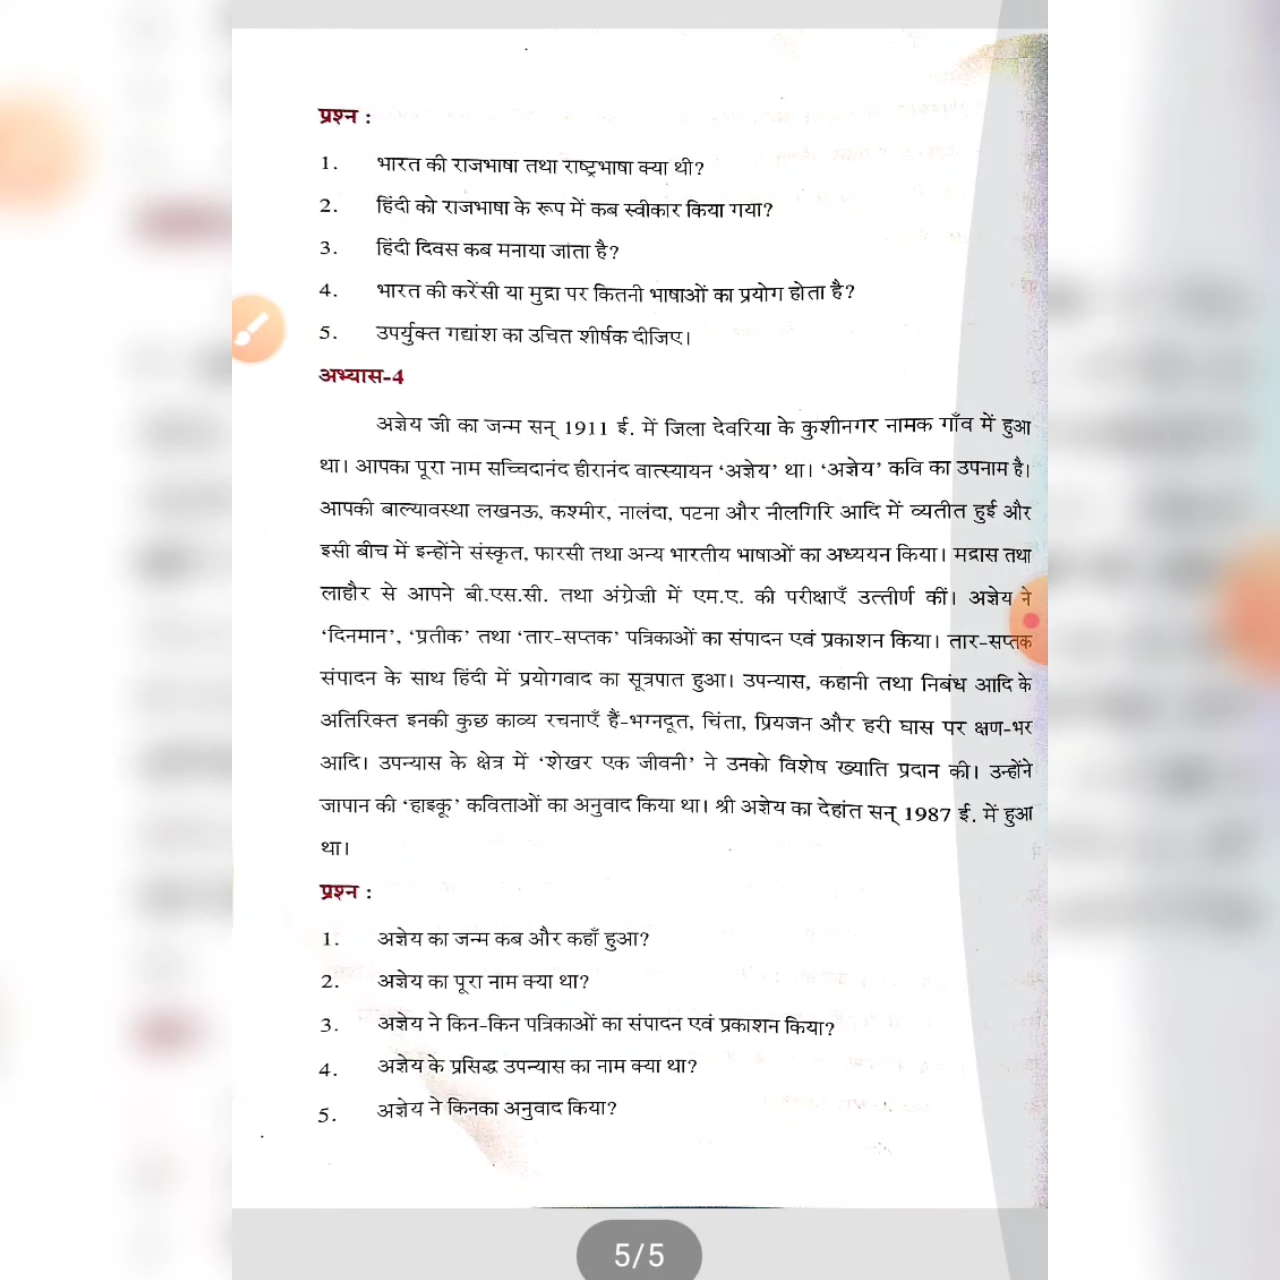 प्रश्न :
1. भारत की राजभाषा तथा राष्ट्रभाषा क्या थी?
2. हिंदी को राजभाषा के रूप में कब स्वीकार किया गया?
3. हिंदी दिवस कब मनाया जाता है?
4. भारत की करेंसी या मुद्रा पर कितनी भाषाओं का प्रयोग होता है?
5. उपर्युक्त गद्यांश का उचित शीर्षक दीजिए।
अभ्यास-4
अज्ञेय जी का जन्म सन् 1911 ई. में जिला देवरिया के कुशीनगर नामक गाँव में हुआ
था। आपका पूरा नाम सच्चिदानंद हीरानंद वात्स्यायन ‘अज्ञेय’ था। ‘अज्ञेय’ कवि का उपनाम है।
आपकी बाल्यावस्था लखनऊ, कश्मीर, नालंदा, पटना और नीलगिरि आदि में व्यतीत हुई और
इसी बीच में इन्होंने संस्कृत, फारसी तथा अन्य भारतीय भाषाओं का अध्ययन किया। मद्रास तथा
लाहौर से आपने बी.एस.सी. तथा अंग्रेजी में एम.ए. की परीक्षाएँ उत्तीर्ण कीं। अज्ञेय ने
‘दिनमान’, ‘प्रतीक’ तथा ‘तार-सप्तक’ पत्रिकाओं का संपादन एवं प्रकाशन किया। तार-सप्तक
संपादन के साथ हिंदी में प्रयोगवाद का सूत्रपात हुआ। उपन्यास, कहानी तथा निबंध आदि के
अतिरिक्त इनकी कुछ काव्य रचनाएँ हैं-भग्नदूत, चिंता, प्रियजन और हरी घास पर क्षण-भर
आदि। उपन्यास के क्षेत्र में ‘शेखर एक जीवनी’ ने उनको विशेष ख्याति प्रदान की। उन्होंने
जापान की ‘हाइकू’ कविताओं का अनुवाद किया था। श्री अज्ञेय का देहांत सन् 1987 ई. में हुआ
था।
प्रश्न :
1. अज्ञेय का जन्म कब और कहाँ हुआ?
2. अज्ञेय का पूरा नाम क्या था?
3. अज्ञेय ने किन-किन पत्रिकाओं का संपादन एवं प्रकाशन किया?
4. अज्ञेय के प्रसिद्ध उपन्यास का नाम क्या था?
5. अज्ञेय ने किनका अनुवाद किया?
5/5